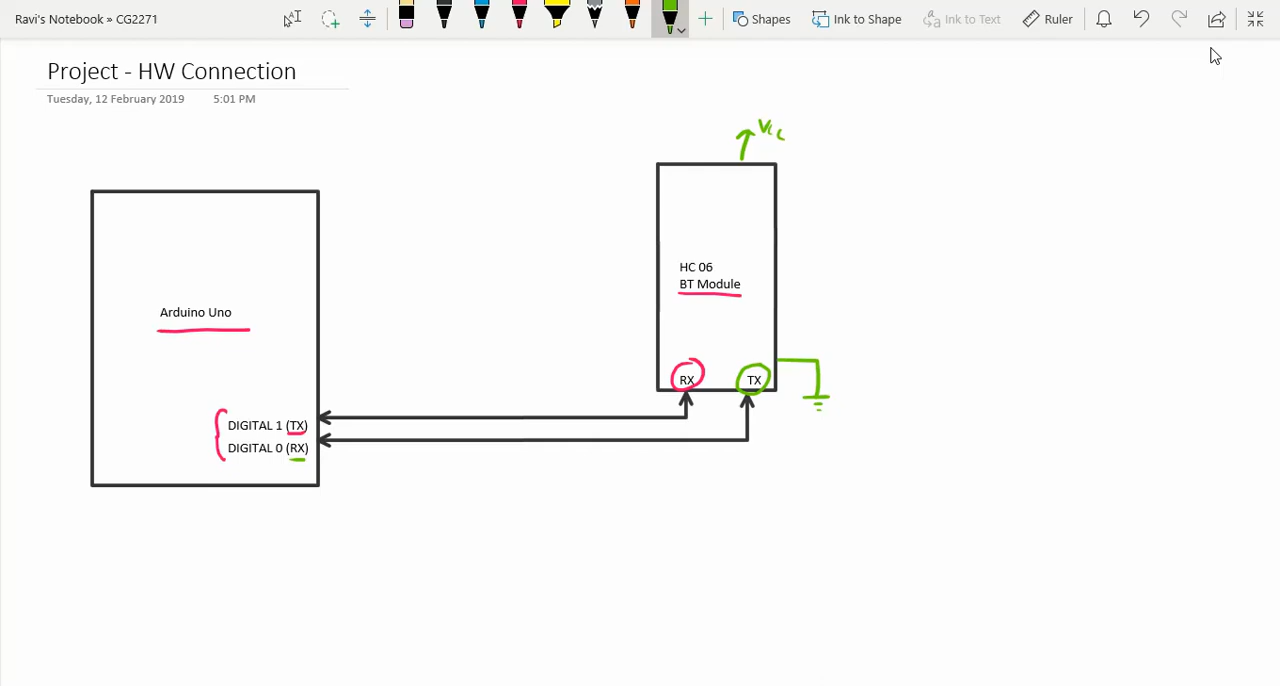 Ravi's Notebook » CG2271
Shapes
Ink to Shape
Ink to Text
Ruler
Project - HW Connection
Tuesday, 12 February 2019 5:01 PM
Vcc
HC 06
BT Module
Arduino Uno
RX TX
DIGITAL 1 (TX)
DIGITAL 0 (RX)